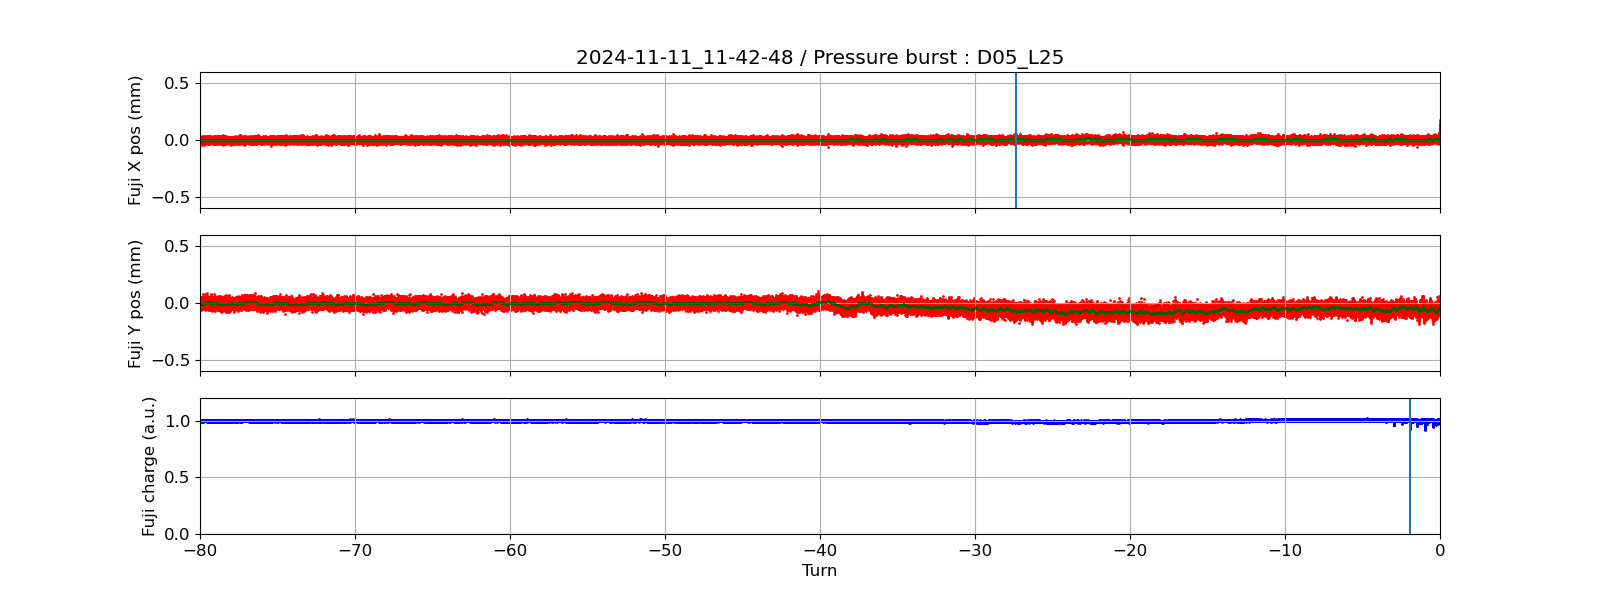 2024-11-11_11-42-48 / Pressure burst : D05_L25
Fuji X pos (mm)
0.5
0.0
−0.5
Fuji Y pos (mm)
0.5
0.0
−0.5
Fuji charge (a.u.)
1.0
0.5
0.0
−80 −70 −60 −50 −40 −30 −20 −10 0
Turn